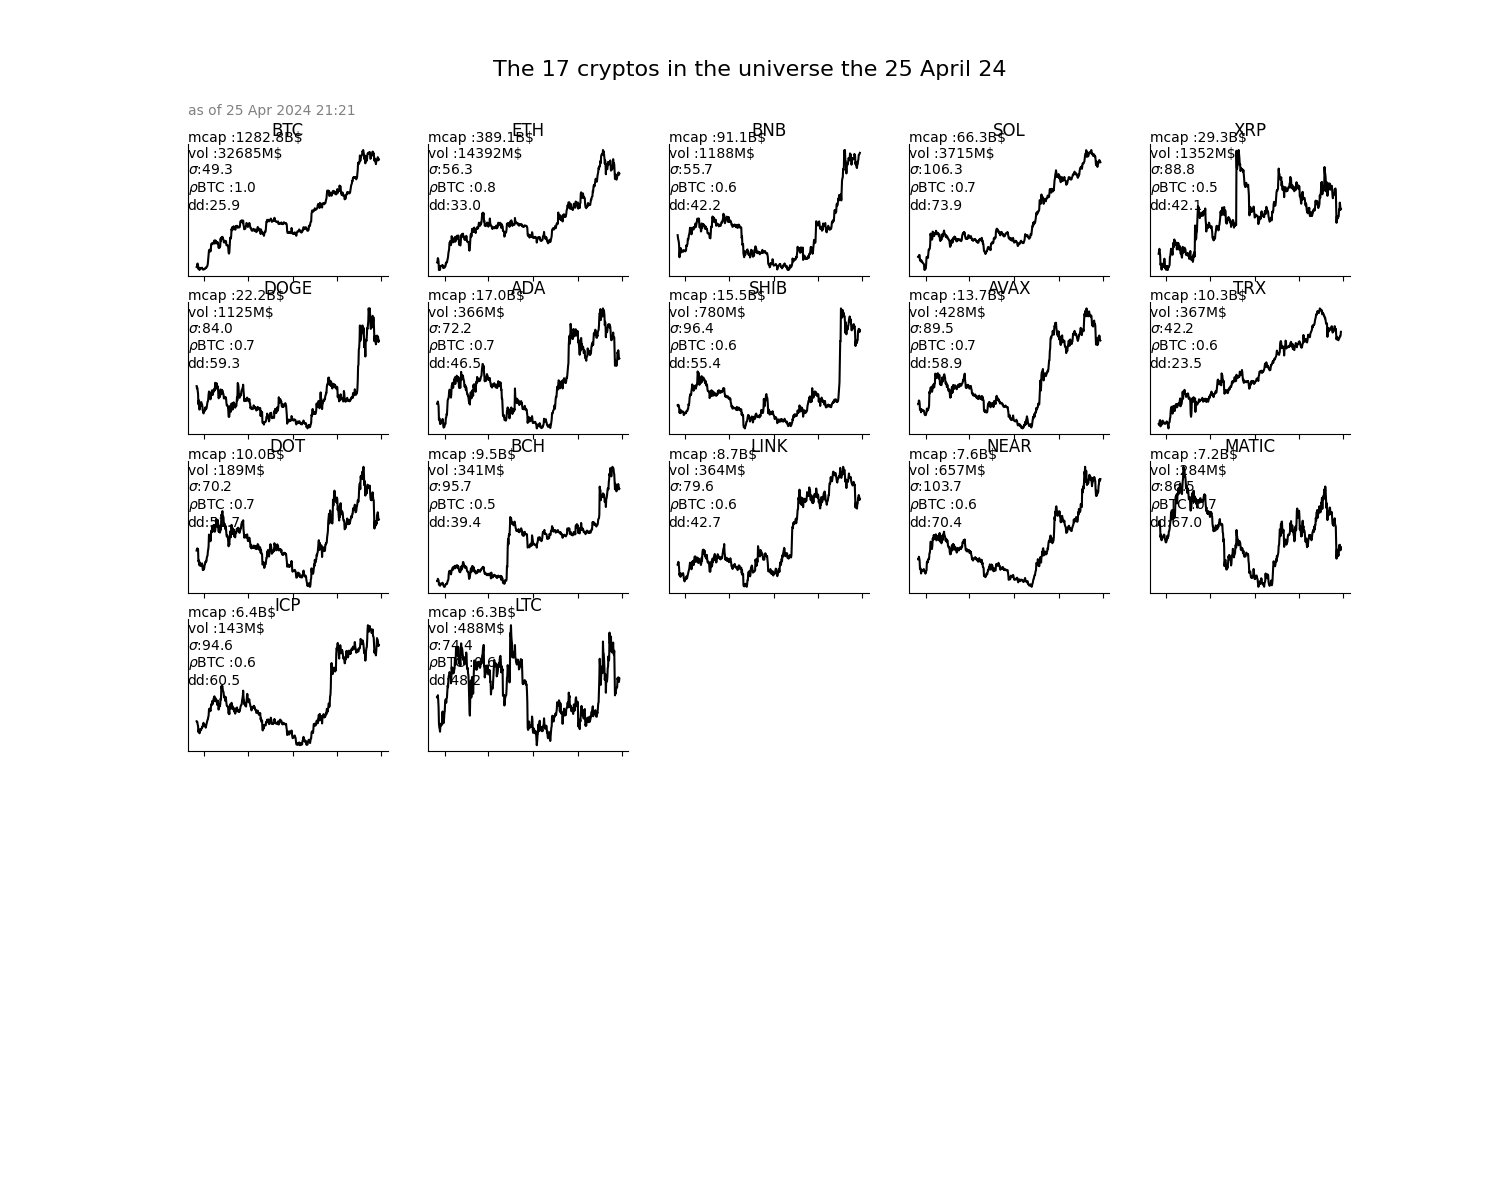 The 17 cryptos in the universe the 25 April 24
as of 25 Apr 2024 21:21
BTC
mcap :1282.8B$
vol :32685M$
σ:49.3
ρBTC :1.0
dd:25.9
ETH
mcap :389.1B$
vol :14392M$
σ:56.3
ρBTC :0.8
dd:33.0
BNB
mcap :91.1B$
vol :1188M$
σ:55.7
ρBTC :0.6
dd:42.2
SOL
mcap :66.3B$
vol :3715M$
σ:106.3
ρBTC :0.7
dd:73.9
XRP
mcap :29.3B$
vol :1352M$
σ:88.8
ρBTC :0.5
dd:42.1
DOGE
mcap :22.2B$
vol :1125M$
σ:84.0
ρBTC :0.7
dd:59.3
ADA
mcap :17.0B$
vol :366M$
σ:72.2
ρBTC :0.7
dd:46.5
SHIB
mcap :15.5B$
vol :780M$
σ:96.4
ρBTC :0.6
dd:55.4
AVAX
mcap :13.7B$
vol :428M$
σ:89.5
ρBTC :0.7
dd:58.9
TRX
mcap :10.3B$
vol :367M$
σ:42.2
ρBTC :0.6
dd:23.5
DOT
mcap :10.0B$
vol :189M$
σ:70.2
ρBTC :0.7
BCH
mcap :9.5B$
vol :341M$
σ:95.7
ρBTC :0.5
dd:39.4
LINK
mcap :8.7B$
vol :364M$
σ:79.6
ρBTC :0.6
dd:42.7
NEAR
mcap :7.6B$
vol :657M$
σ:103.7
ρBTC :0.6
dd:70.4
MATIC
mcap :7.2B$
vol :284M$
ρBTC :0.7
dd:67.0
ICP
mcap :6.4B$
vol :143M$
σ:94.6
ρBTC :0.6
dd:60.5
LTC
mcap :6.3B$
vol :488M$
σ:74.4
ρBTC :0.6
dd:48.2